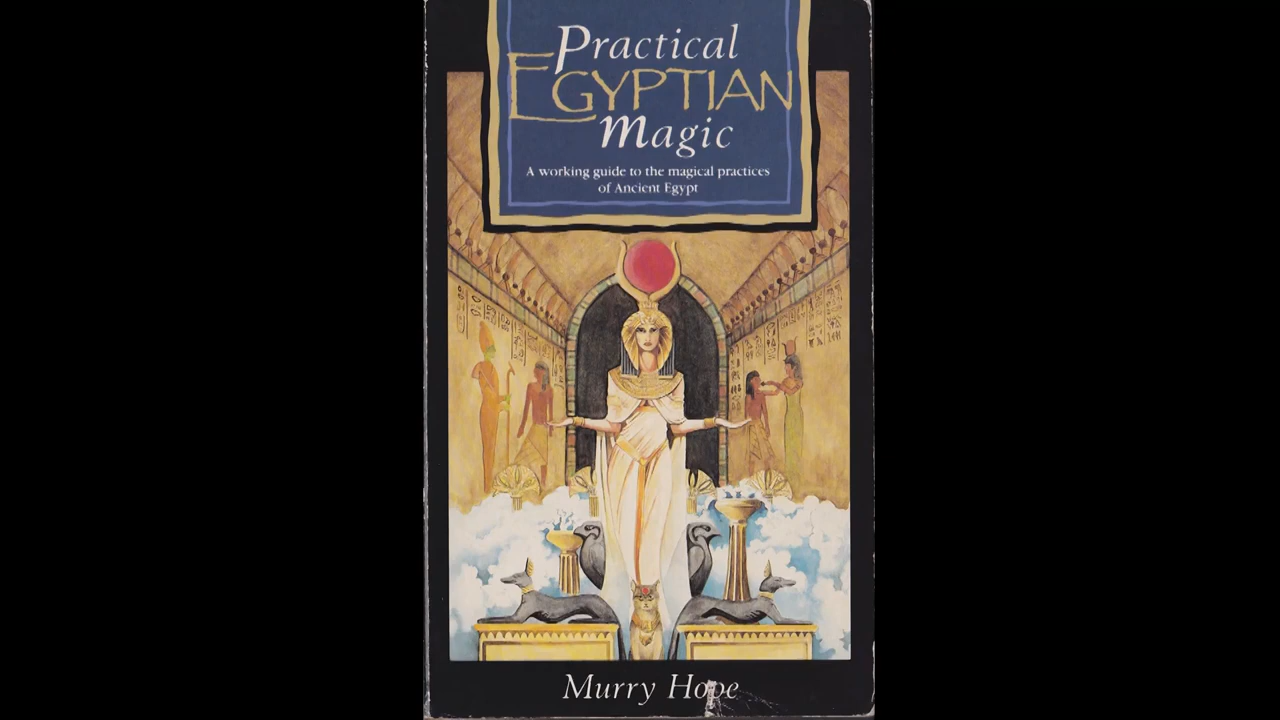 Practical
EGYPTIAN
Magic
A working guide to the magical practices
of Ancient Egypt
Murry Hope